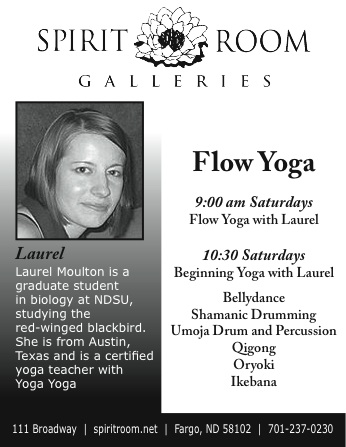 SPIRIT ROOM
GALLERIES
Laurel
Laurel Moulton is a
graduate student
in biology at NDSU,
studying the
red-winged blackbird.
She is from Austin,
Texas and is a certified
yoga teacher with
Yoga Yoga
Flow Yoga
9:00 am Saturdays
Flow Yoga with Laurel
10:30 Saturdays
Beginning Yoga with Laurel
Bellydance
Shamanic Drumming
Umoja Drum and Percussion
Qigong
Oryoki
Ikebana
111 Broadway | spiritroom.net | Fargo, ND 58102 | 701-237-0230